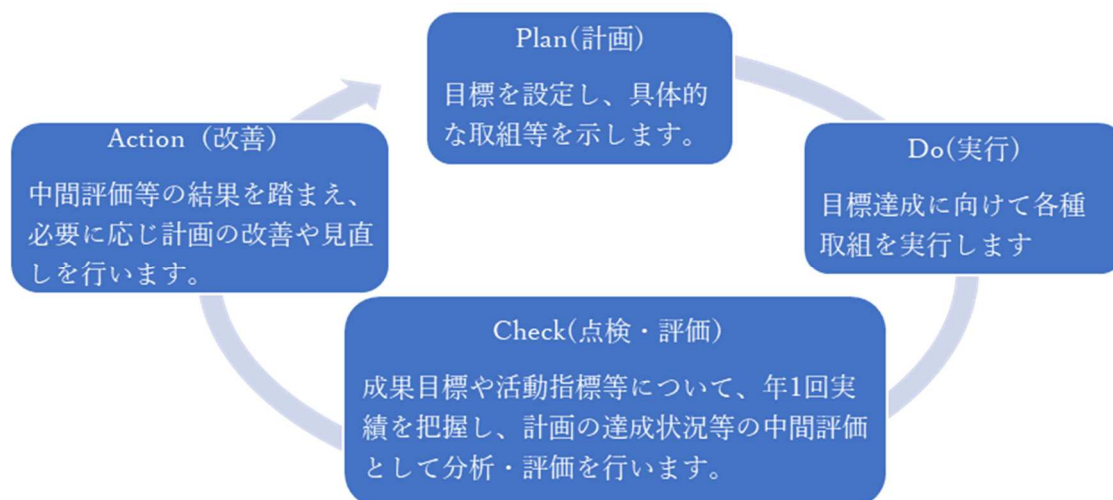 Plan(計画)
目標を設定し、具体的
な取組等を示します。
Do(実行)
目標達成に向けて各種
取組を実行します
Check(点検・評価)
成果目標や活動指標等について、年1回実
績を把握し、計画の達成状況等の中間評価
として分析・評価を行います。
Action（改善）
中間評価等の結果を踏まえ、
必要に応じ計画の改善や見直
しを行います。